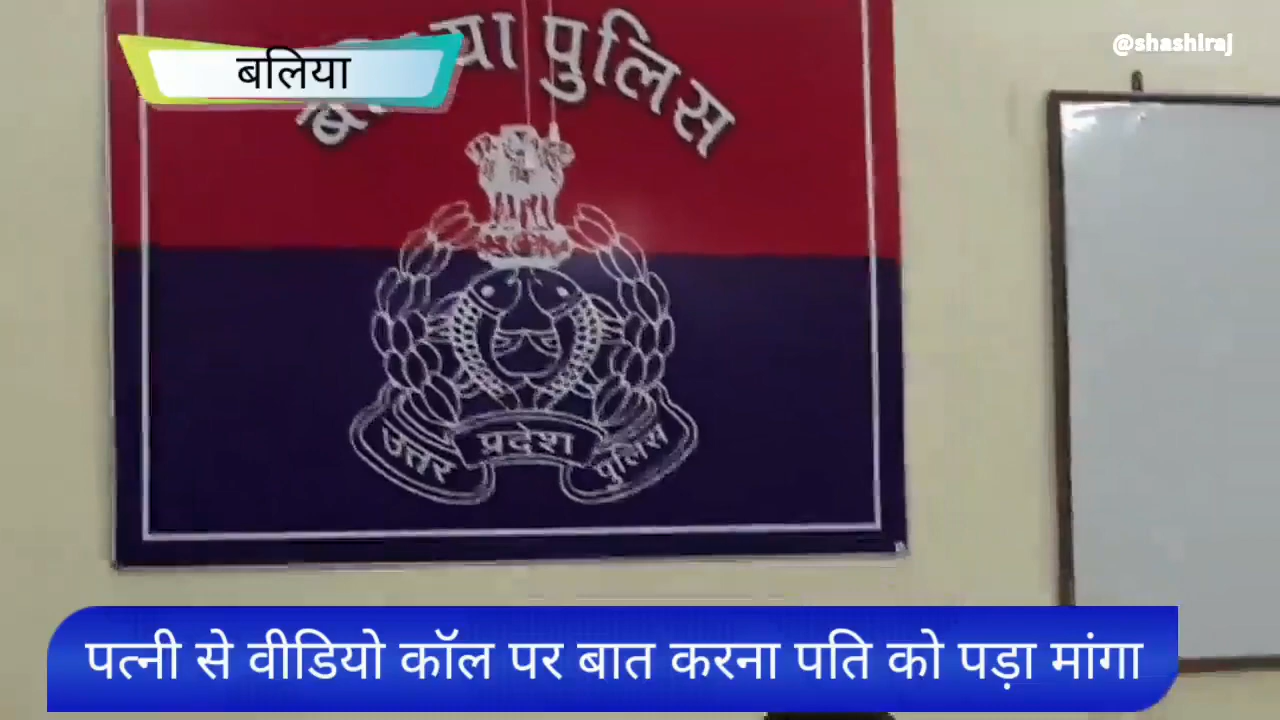 @shashiraj
बलिया
पुलिस
उत्तर प्रदेश पुलिस
पत्नी से वीडियो कॉल पर बात करना पति को पड़ा मांगा